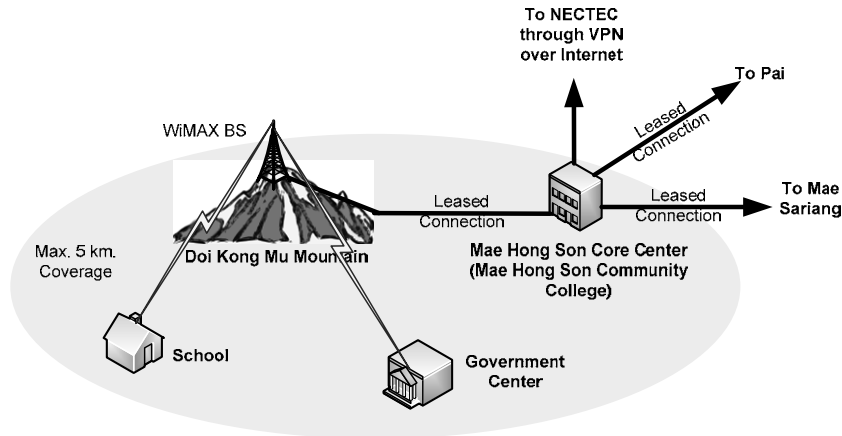 To NECTEC
through VPN
over Internet
To Pai
Leased
Connection
WiMAX BS
Leased
Connection
Leased
Connection
To Mae
Sariang
Max. 5 km.
Coverage
Doi Kong Mu Mountain
Mae Hong Son Core Center
(Mae Hong Son Community
College)
School
Government
Center